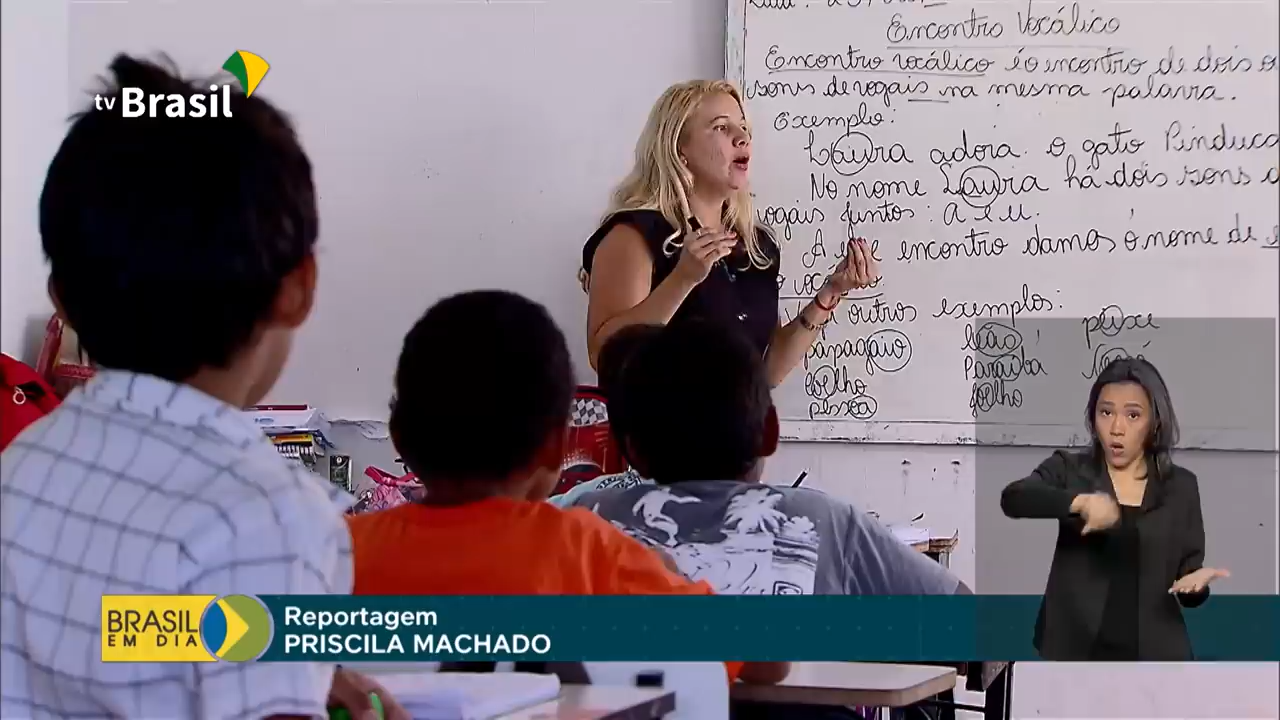 tv Brasil
Encontro Vocálico
Encontro vocálico é o encontro de dois o
sons de vogais na mesma palavra.
Exemplo:
Laura adora o gato Pinduca
No nome Laura há dois sons
vogais juntos: a e u.
A encontro damos o nome de
outros exemplos:
peixe
papagaio
leão
coelho
Paraíba
pessoa
joelho
BRASIL
EM DIA
Reportagem
PRISCILA MACHADO